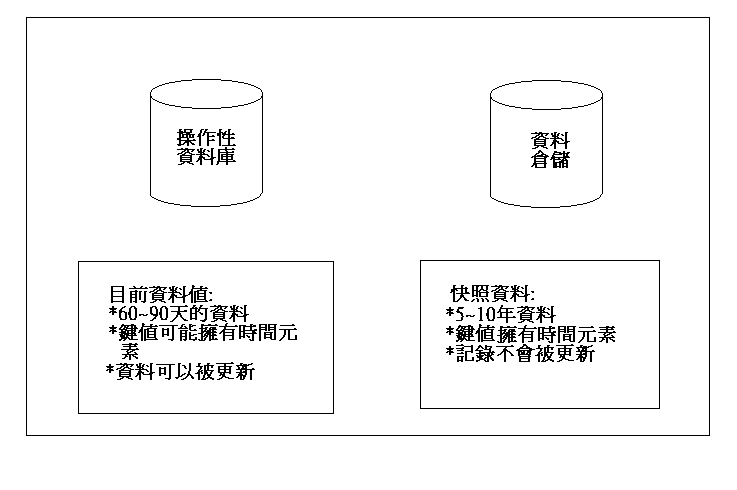 操作性
資料庫
資料
倉儲
目前資料值:
*60~90天的資料
*鍵值可能擁有時間元
素
*資料可以被更新
快照資料:
*5~10年資料
*鍵值擁有時間元素
*記錄不會被更新